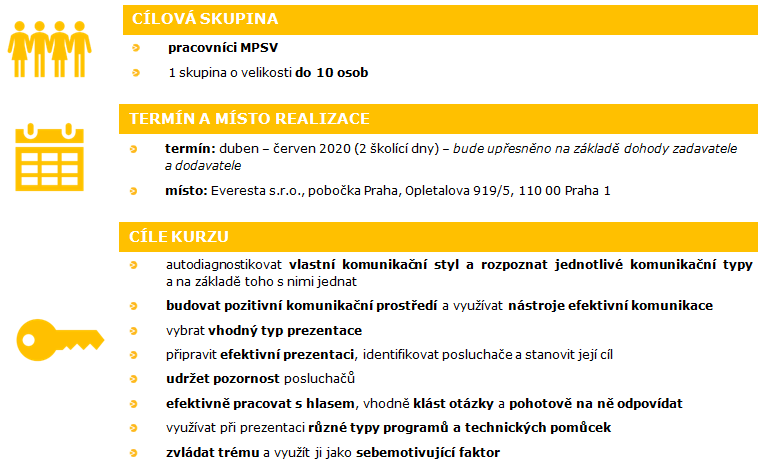 CÍLOVÁ SKUPINA
pracovníci MPSV
1 skupina o velikosti do 10 osob
TERMÍN A MÍSTO REALIZACE
termín: duben – červen 2020 (2 školící dny) – bude upřesněno na základě dohody zadavatele
a dodavatele
místo: Everesta s.r.o., pobočka Praha, Opletalova 919/5, 110 00 Praha 1
CÍLE KURZU
autodiagnostikovat vlastní komunikační styl a rozpoznat jednotlivé komunikační typy
a na základě toho s nimi jednat
budovat pozitivní komunikační prostředí a využívat nástroje efektivní komunikace
vybrat vhodný typ prezentace
připravit efektivní prezentaci, identifikovat posluchače a stanovit její cíl
udržet pozornost posluchačů
efektivně pracovat s hlasem, vhodně klást otázky a pohotově na ně odpovídat
využívat při prezentaci různé typy programů a technických pomůcek
zvládat trému a využít ji jako sebemotivující faktor